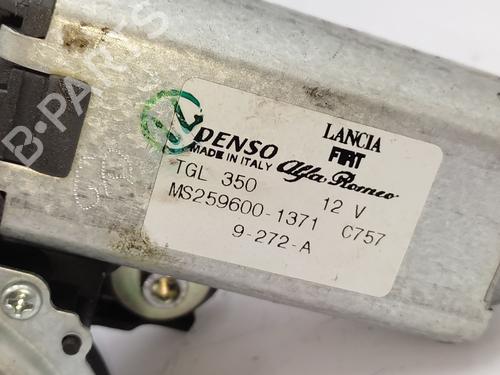 B-PARTS
DENSO
MADE IN ITALY
LANCIA
FIAT
Alfa Romeo
TGL 350
12 V
MS259600-1371
C757
9-272-A